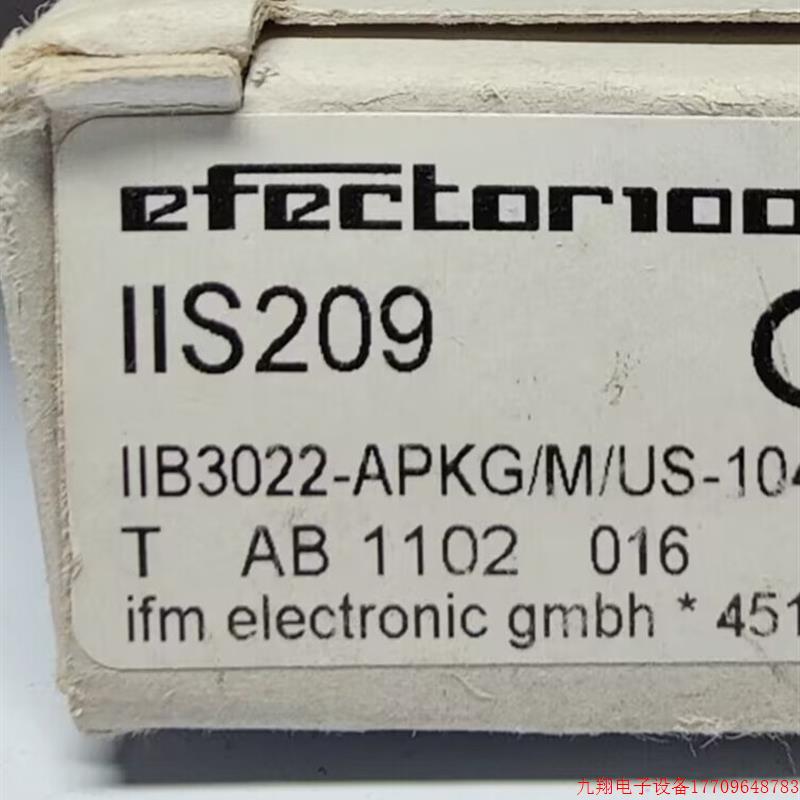 efector100
IIS209
IIB3022-APKG/M/US-104
T AB 1102 016
ifm electronic gmbh * 451
九翔电子设备17709648783